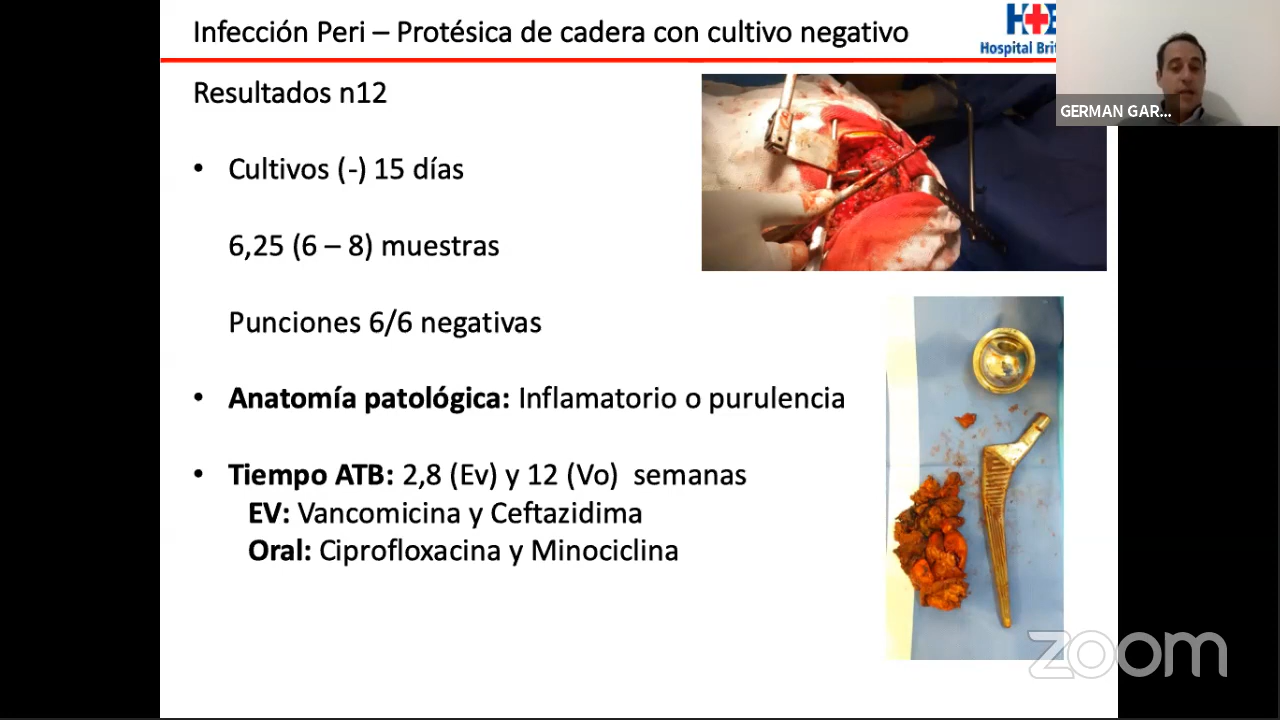 Infección Peri – Protésica de cadera con cultivo negativo
Hospital Brit
GERMAN GAR...
Resultados n12
• Cultivos (-) 15 días
6,25 (6 – 8) muestras
Punciones 6/6 negativas
• Anatomía patológica: Inflamatorio o purulencia
• Tiempo ATB: 2,8 (Ev) y 12 (Vo) semanas
EV: Vancomicina y Ceftazidima
Oral: Ciprofloxacina y Minociclina
zoom